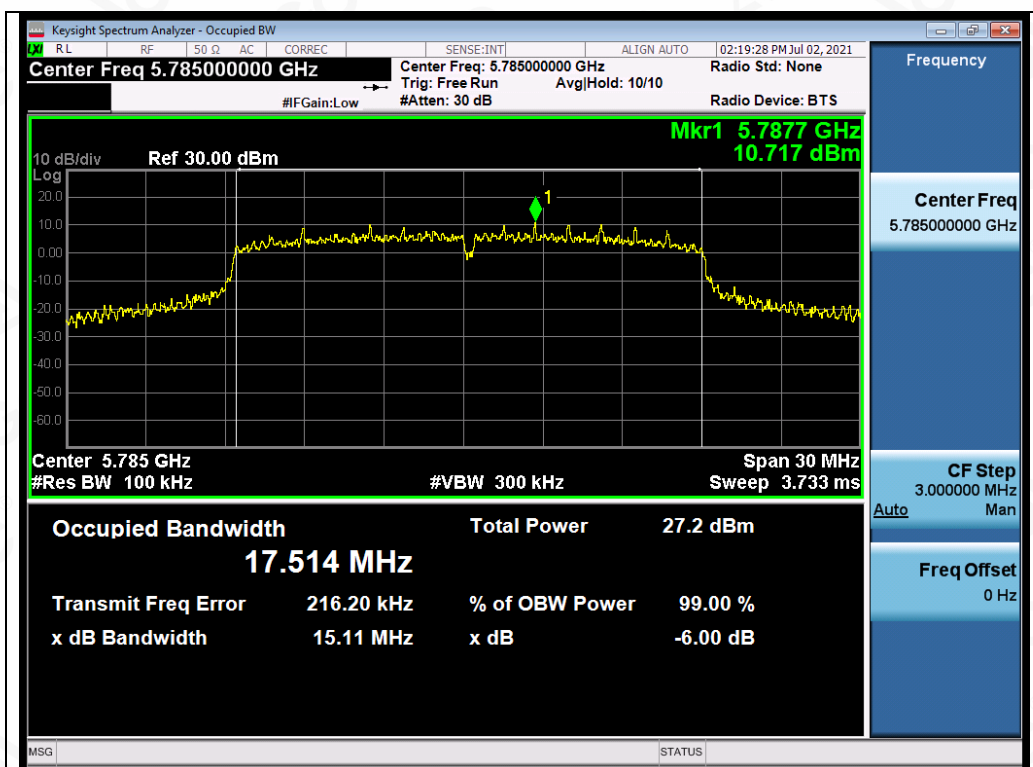 Keysight Spectrum Analyzer - Occupied BW
LXI RL RF 50 Ω AC CORREC SENSE:INT ALIGN AUTO 02:19:28 PM Jul 02, 2021
Center Freq 5.785000000 GHz
Center Freq: 5.785000000 GHz
Radio Std: None
Trig: Free Run Avg|Hold: 10/10
#IFGain:Low
#Atten: 30 dB
Radio Device: BTS
Mkr1 5.7877 GHz
10.717 dBm
10 dB/div Ref 30.00 dBm
Log
20.0
1
10.0
0.00
-10.0
-20.0
-30.0
-40.0
-50.0
-60.0
Center 5.785 GHz Span 30 MHz
#Res BW 100 kHz #VBW 300 kHz Sweep 3.733 ms
Occupied Bandwidth Total Power 27.2 dBm
17.514 MHz
Transmit Freq Error 216.20 kHz % of OBW Power 99.00 %
x dB Bandwidth 15.11 MHz x dB -6.00 dB
MSG STATUS
Frequency
Center Freq
5.785000000 GHz
CF Step
3.000000 MHz
Auto Man
Freq Offset
0 Hz